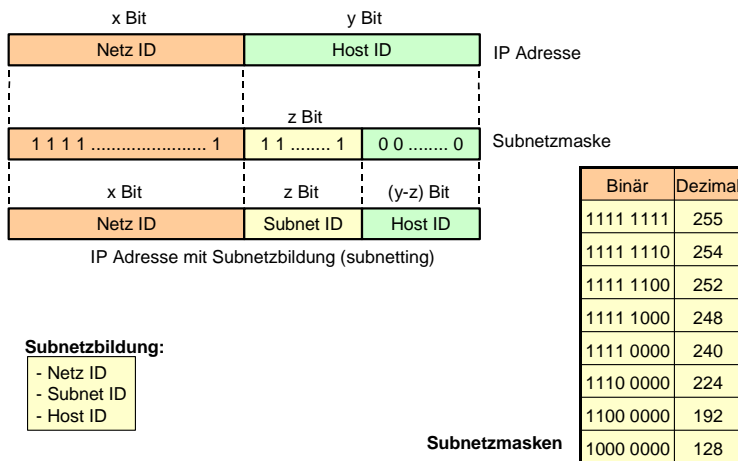 x Bit y Bit
Netz ID Host ID IP Adresse
z Bit
1 1 1 1 ...................... 1 1 1 ........ 1 0 0 ........ 0 Subnetzmaske
x Bit z Bit (y-z) Bit
Netz ID Subnet ID Host ID
IP Adresse mit Subnetzbildung (subnetting)
Subnetzbildung:
- Netz ID
- Subnet ID
- Host ID
Binär Dezimal
1111 1111 255
1111 1110 254
1111 1100 252
1111 1000 248
1111 0000 240
1110 0000 224
1100 0000 192
1000 0000 128
Subnetzmasken